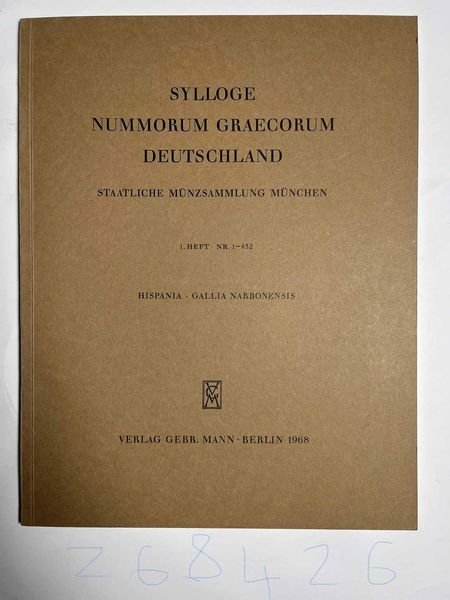 SYLLOGE
NUMMORUM GRAECORUM
DEUTSCHLAND
STAATLICHE MÜNZSAMMLUNG MÜNCHEN
1. HEFT · NR. 1–452
HISPANIA · GALLIA NARBONENSIS
VERLAG GEBR. MANN · BERLIN 1968
268426